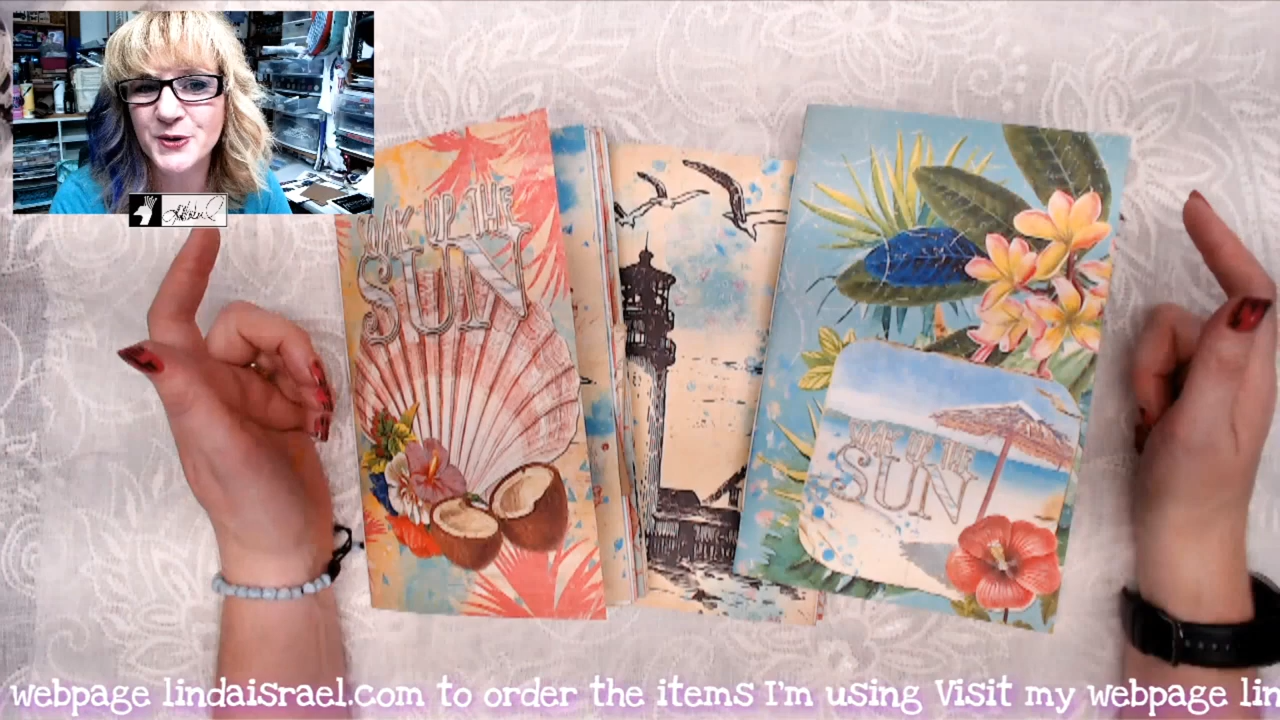 SOAK UP THE
SUN
SOAK UP THE
SUN
webpage lindaisrael.com to order the items I'm using Visit my webpage lin